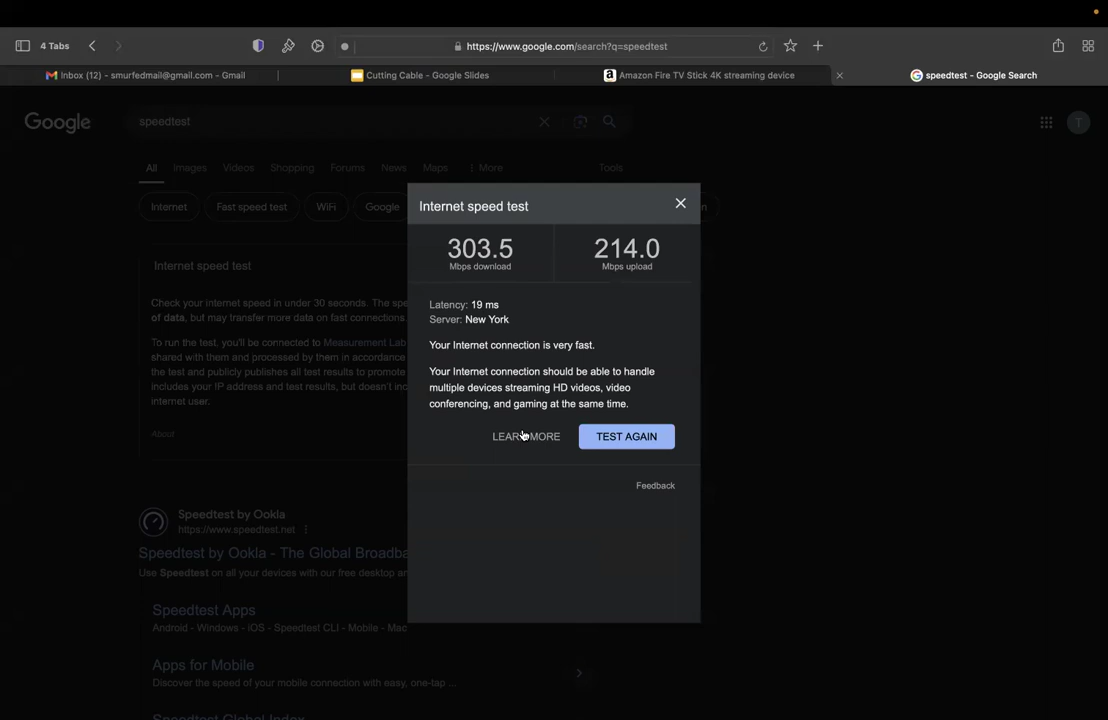 4 Tabs
https://www.google.com/search?q=speedtest
Inbox (12) - smurfedmail@gmail.com - Gmail
Cutting Cable - Google Slides
Amazon Fire TV Stick 4K streaming device
speedtest - Google Search
Google
speedtest
T
All
Images
Videos
Shopping
Forums
News
Maps
More
Tools
Internet
Fast speed test
WiFi
Google
Internet speed test
303.5
Mbps download
214.0
Mbps upload
Latency: 19 ms
Server: New York
Your Internet connection is very fast.
Your Internet connection should be able to handle
multiple devices streaming HD videos, video
conferencing, and gaming at the same time.
LEARN MORE
TEST AGAIN
Feedback
Internet speed test
Check your internet speed in under 30 seconds. The spe
of data, but may transfer more data on fast connections.
To run the test, you'll be connected to Measurement Lab
shared with them and processed by them in accordance
the test and publicly publishes all test results to promote
includes your IP address and test results, but doesn't inc
internet user.
About
Speedtest by Ookla
https://www.speedtest.net
Speedtest by Ookla - The Global Broadba
Use Speedtest on all your devices with our free desktop an
Speedtest Apps
Android - Windows - iOS - Speedtest CLI - Mobile - Mac
Apps for Mobile
Discover the speed of your mobile connection with easy, one-tap ...
Speedtest Global Index